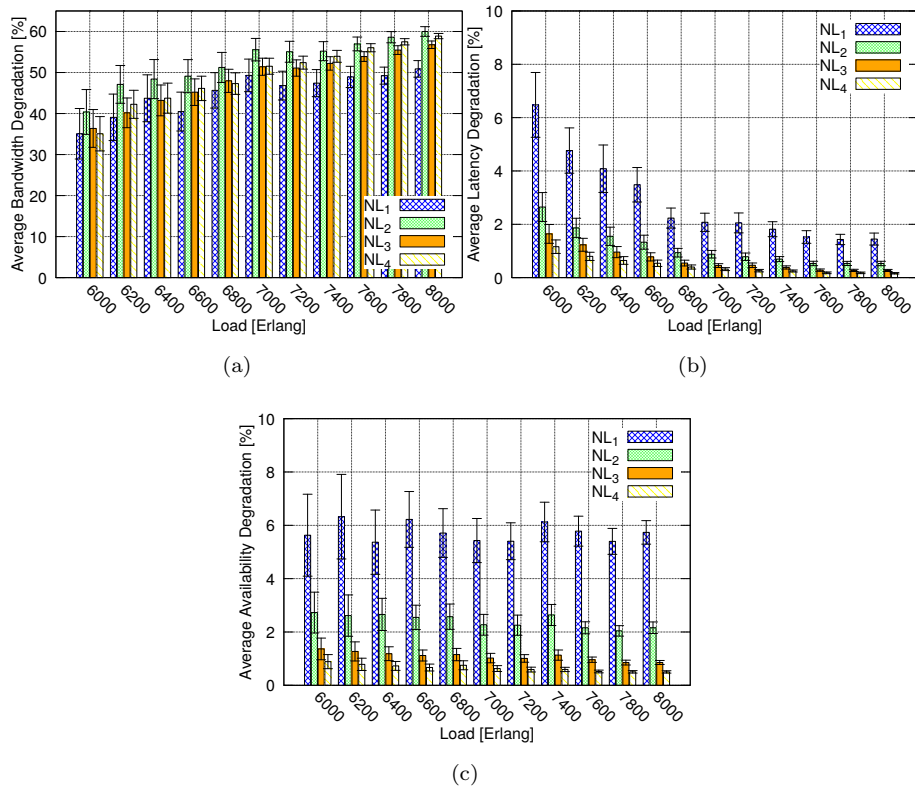 Average Bandwidth Degradation [%]
60
50
40
30
20
10
0
NL1
NL2
NL3
NL4
6000 6200 6400 6600 6800 7000 7200 7400 7600 7800 8000
Load [Erlang]
(a)
Average Latency Degradation [%]
10
8
6
4
2
0
NL1
NL2
NL3
NL4
6000 6200 6400 6600 6800 7000 7200 7400 7600 7800 8000
Load [Erlang]
(b)
Average Availability Degradation [%]
10
8
6
4
2
0
NL1
NL2
NL3
NL4
6000 6200 6400 6600 6800 7000 7200 7400 7600 7800 8000
Load [Erlang]
(c)